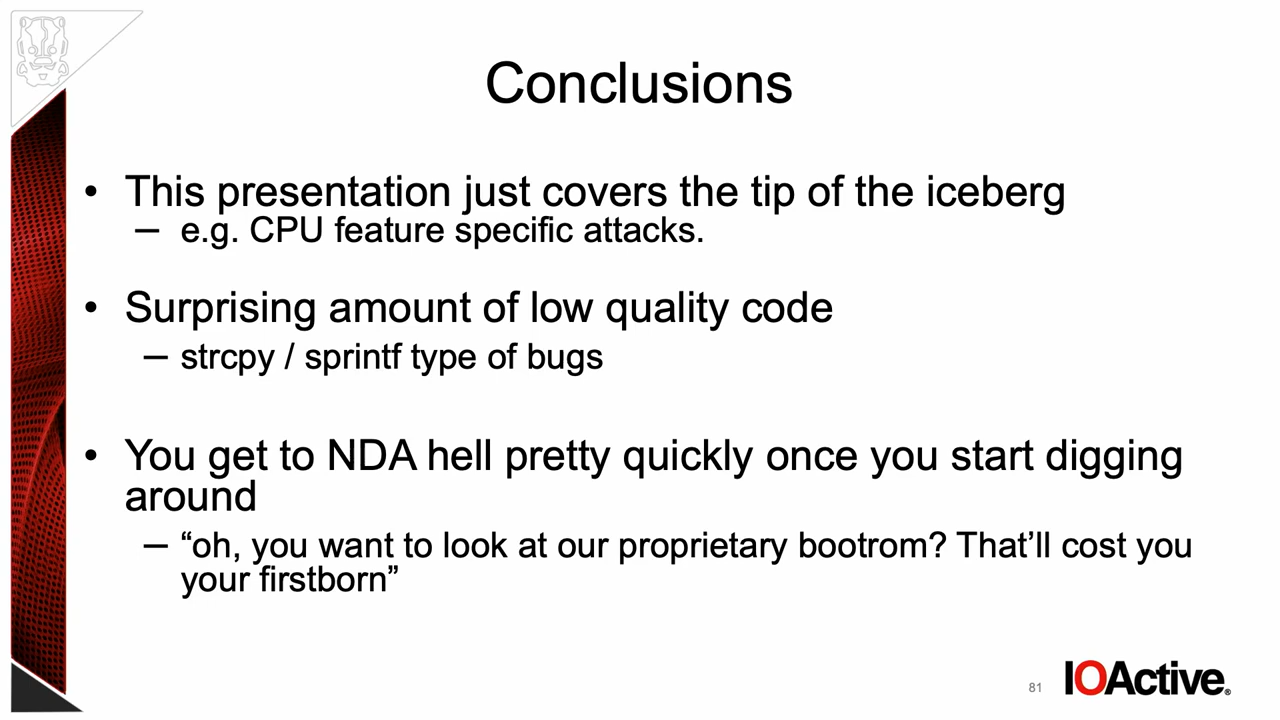 Conclusions
• This presentation just covers the tip of the iceberg
– e.g. CPU feature specific attacks.
• Surprising amount of low quality code
– strcpy / sprintf type of bugs
• You get to NDA hell pretty quickly once you start digging
around
– “oh, you want to look at our proprietary bootrom? That’ll cost you
your firstborn”
81
IOActive®